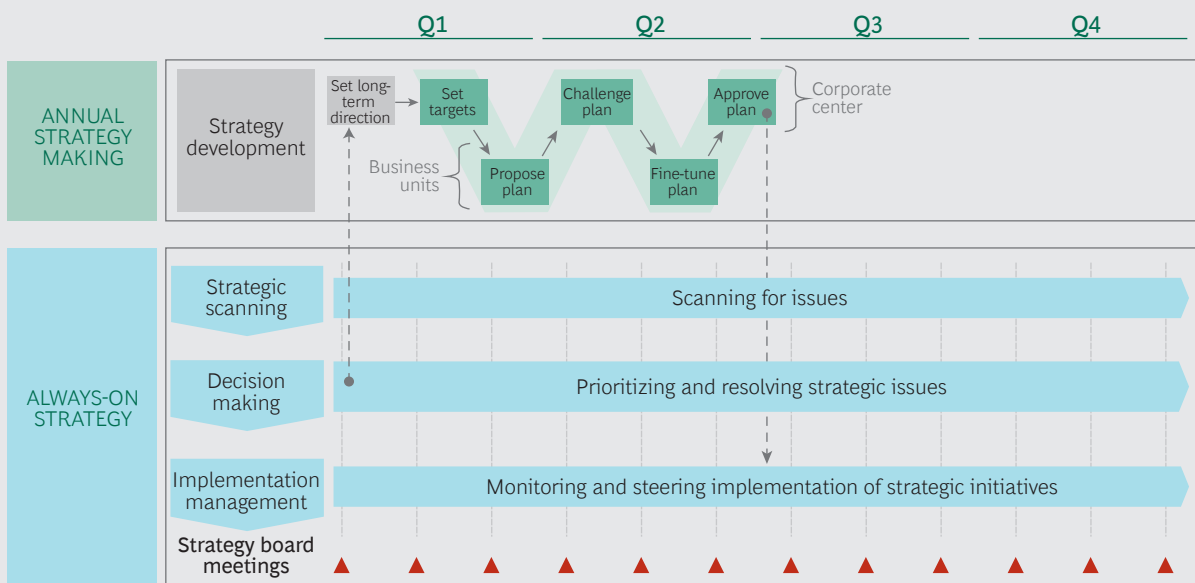 Q1
Q2
Q3
Q4
ANNUAL
STRATEGY
MAKING
Strategy
development
Set long-
term
direction
Set
targets
Challenge
plan
Approve
plan
Corporate
center
Business
units
Propose
plan
Fine-tune
plan
ALWAYS-ON
STRATEGY
Strategic
scanning
Scanning for issues
Decision
making
Prioritizing and resolving strategic issues
Implementation
management
Monitoring and steering implementation of strategic initiatives
Strategy board
meetings